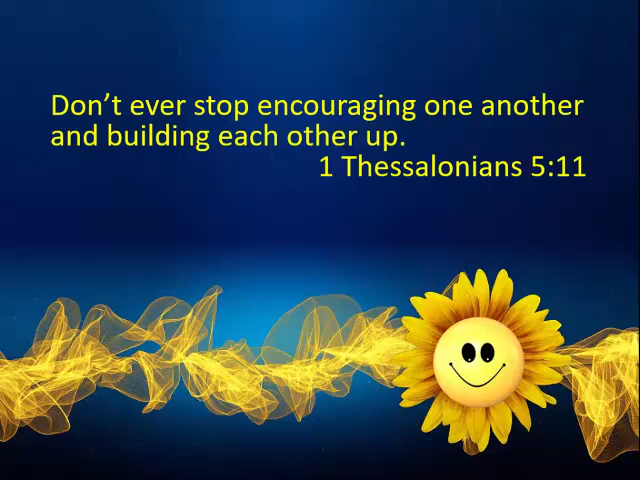 Don’t ever stop encouraging one another
and building each other up.
1 Thessalonians 5:11